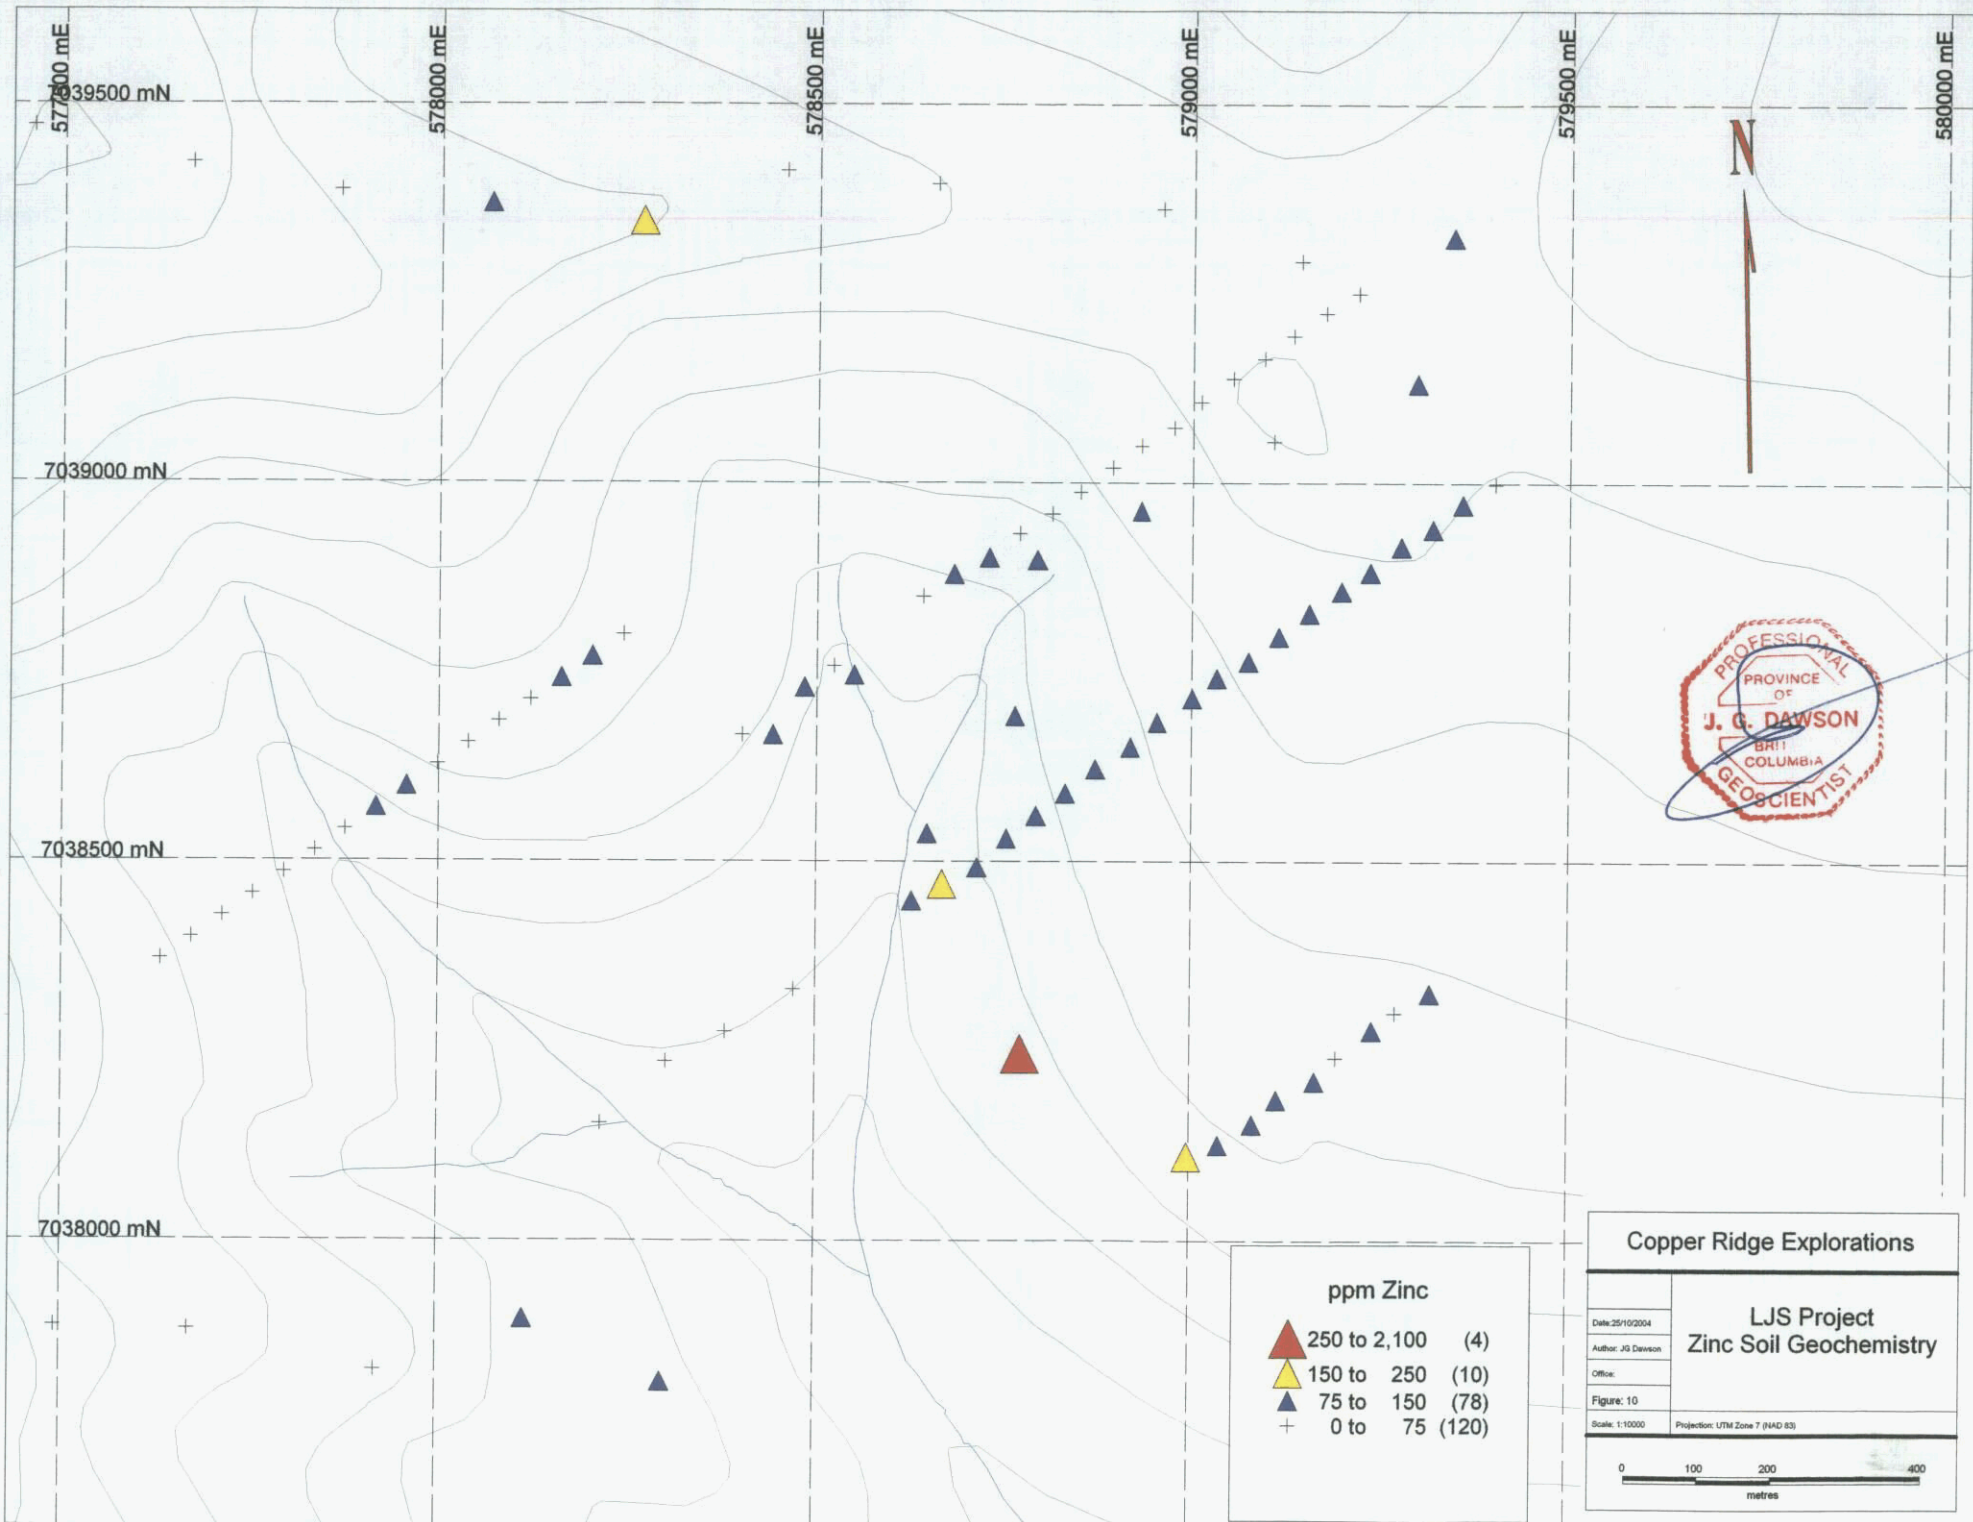 577500 mE
578000 mE
578500 mE
579000 mE
579500 mE
580000 mE
7039500 mN
N
7039000 mN
7038500 mN
7038000 mN
PROFESSIONAL
PROVINCE
OF
J. G. DAWSON
COLUMBIA
GEOSCIENTIST
ppm Zinc
250 to 2,100 (4)
150 to 250 (10)
75 to 150 (78)
0 to 75 (120)
Copper Ridge Explorations
LJS Project
Zinc Soil Geochemistry
Date:25/10/2004
Author: JG Dawson
Office:
Figure: 10
Scale: 1:10000 Projection: UTM Zone 7 (NAD 83)
0 100 200 400
metres